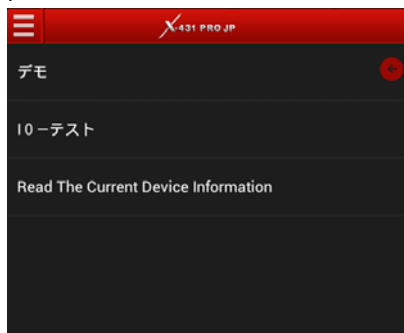 X-431 PRO JP
デモ
IO-テスト
Read The Current Device Information